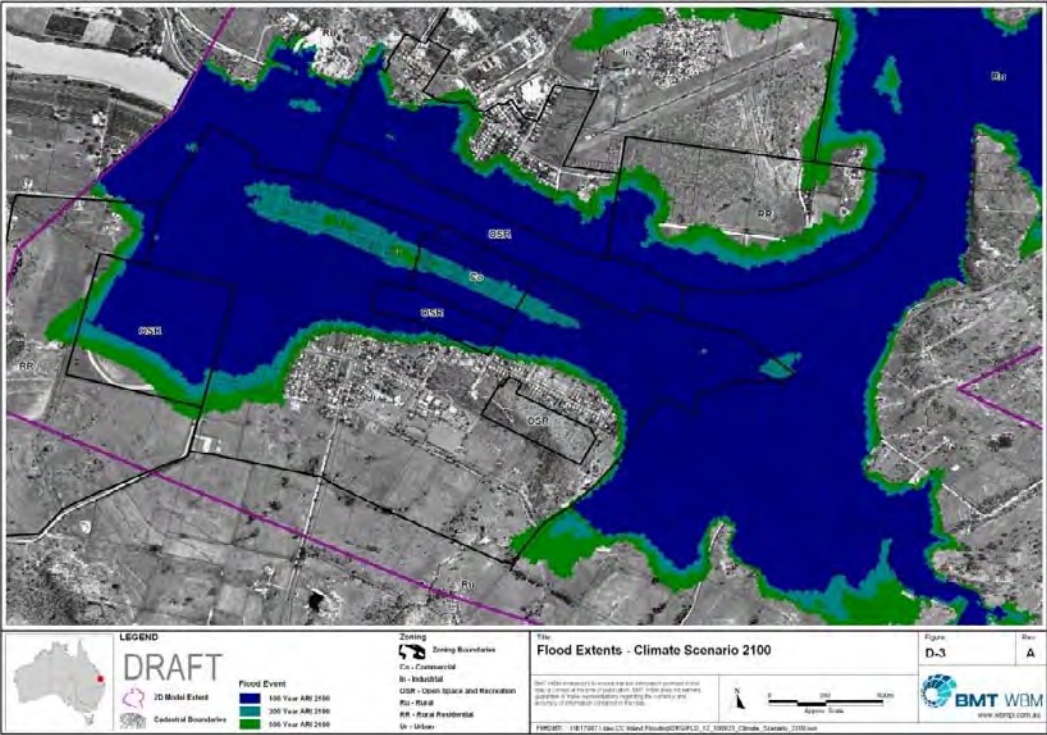 Ru
In
Ru
RR
OSR
Co
OSR
OSR
RR
OSR
Ru
LEGEND
DRAFT
2D Model Extent
Cadastral Boundaries
Flood Event
100 Year ARI 2100
200 Year ARI 2100
500 Year ARI 2100
Zoning
Zoning Boundaries
Co - Commercial
In - Industrial
OSR - Open Space and Recreation
Ru - Rural
RR - Rural Residential
Ur - Urban
Title
Flood Extents - Climate Scenario 2100
N
Approx. Scale
Figure
D-3
Rev
A
BMT WBM
www.wbmpl.com.au